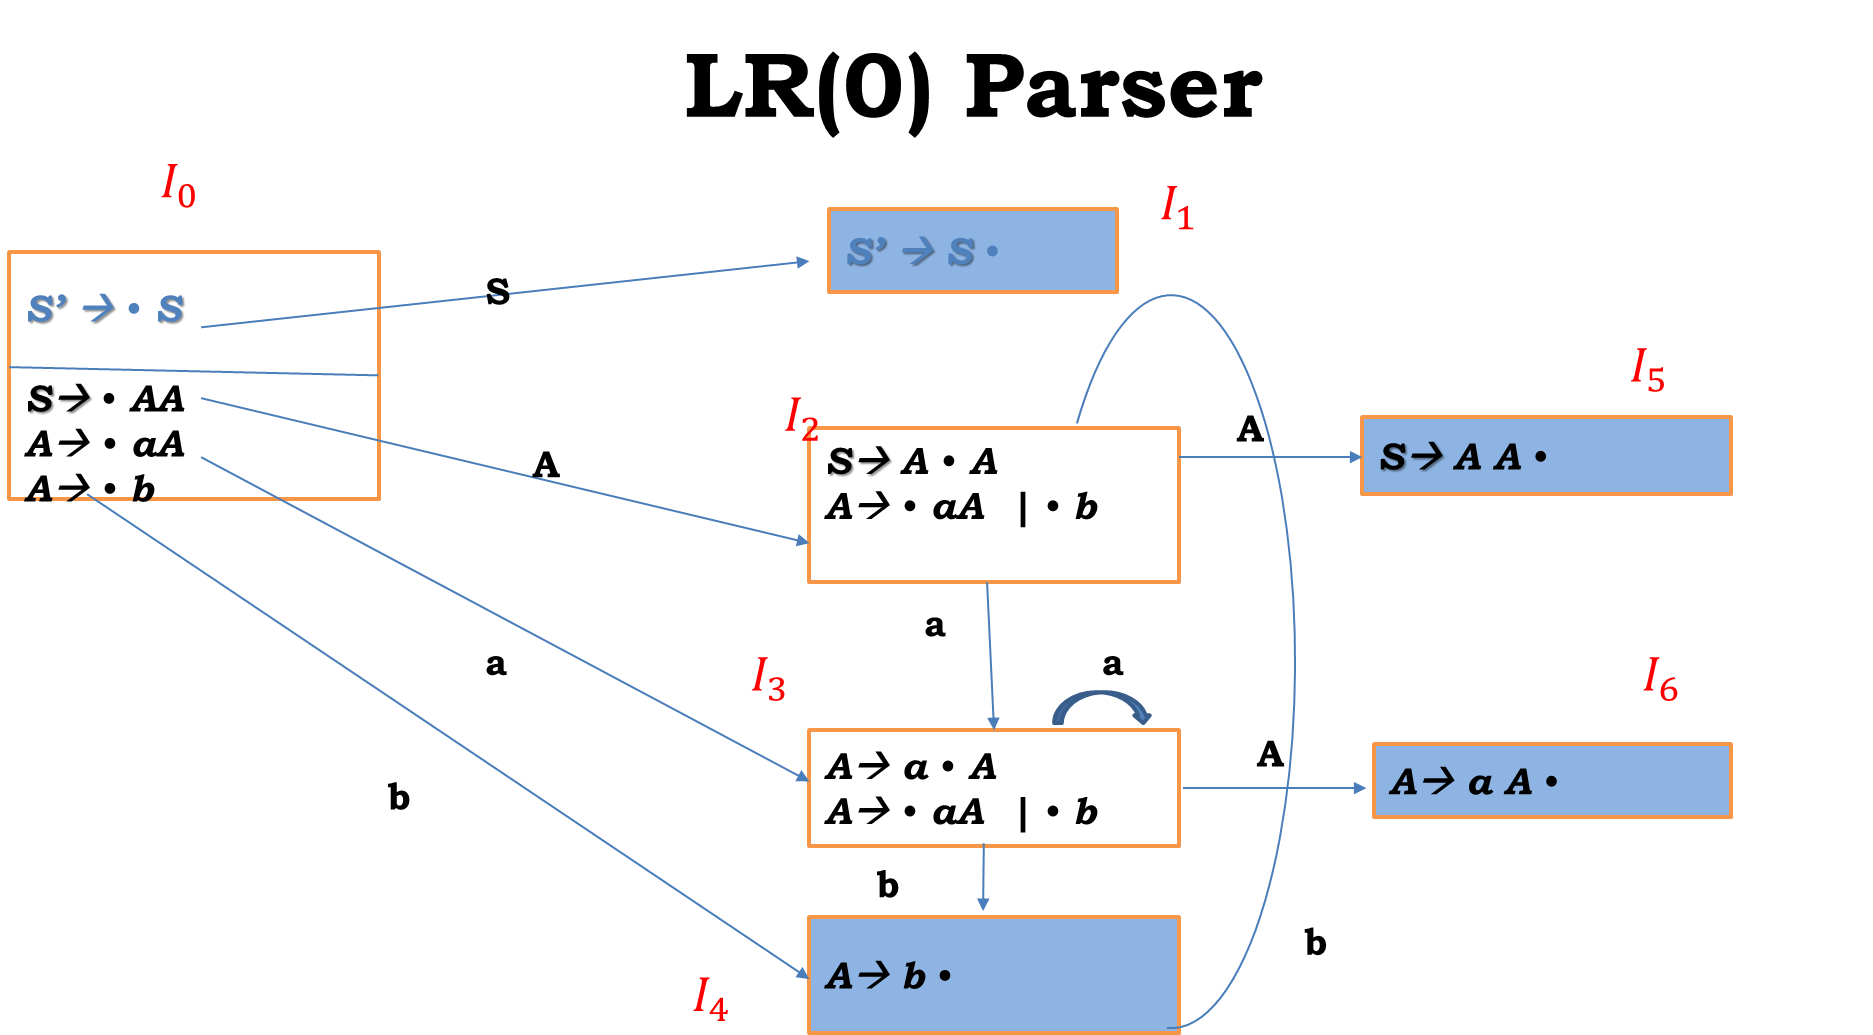 LR(0) Parser
I₀
S’ → • S
S→ • AA
A→ • aA
A→ • b
S
A
a
b
S’ → S •
I₁
I₂
S→ A • A
A→ • aA | • b
A
I₅
S→ A A •
a
a
I₃
A→ a • A
A→ • aA | • b
A
I₆
A→ a A •
b
b
I₄
A→ b •